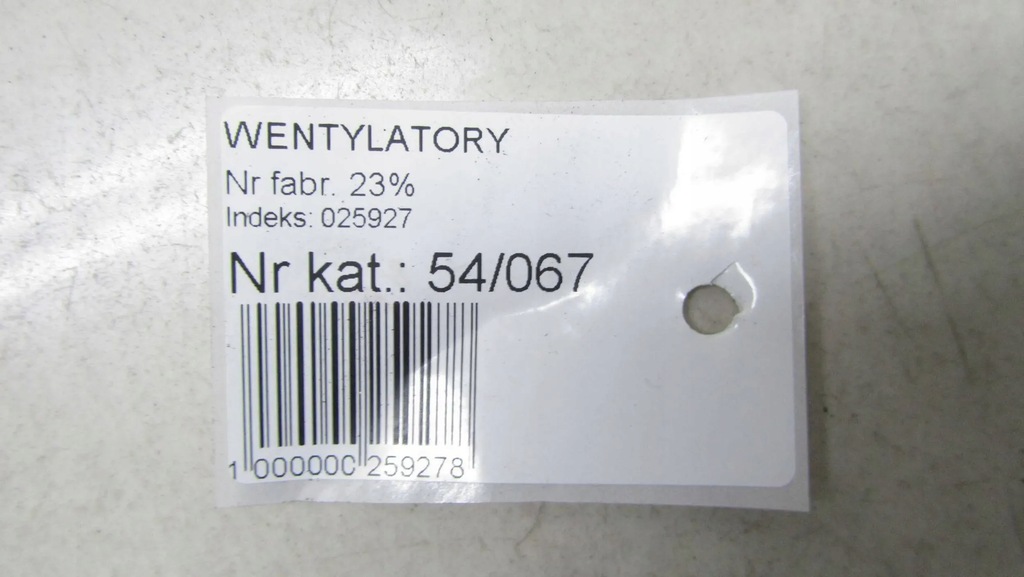 WENTYLATORY
Nr fabr. 23%
Indeks: 025927
Nr kat.: 54/067
1 000000 259278